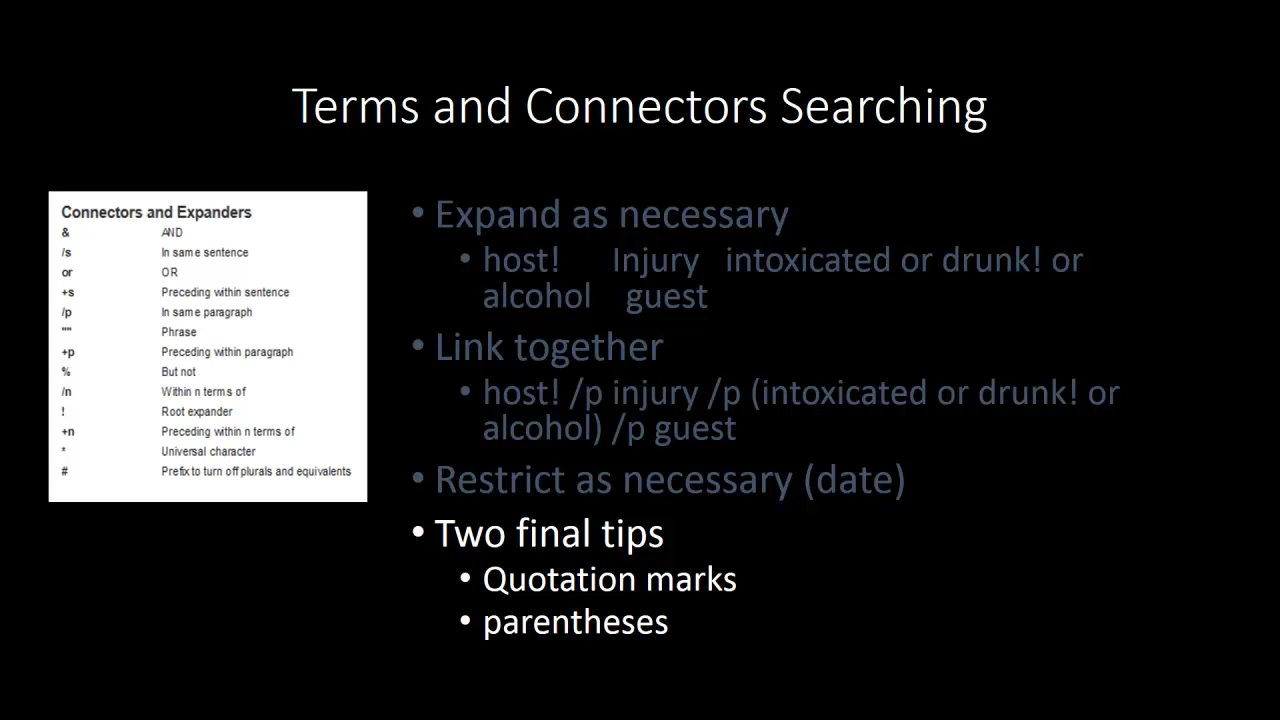 Terms and Connectors Searching
Connectors and Expanders
& AND
/s In same sentence
or OR
+s Preceding within sentence
/p In same paragraph
"" Phrase
+p Preceding within paragraph
% But not
/n Within n terms of
! Root expander
+n Preceding within n terms of
* Universal character
# Prefix to turn off plurals and equivalents
• Expand as necessary
• host! Injury intoxicated or drunk! or
alcohol guest
• Link together
• host! /p injury /p (intoxicated or drunk! or
alcohol) /p guest
• Restrict as necessary (date)
• Two final tips
• Quotation marks
• parentheses